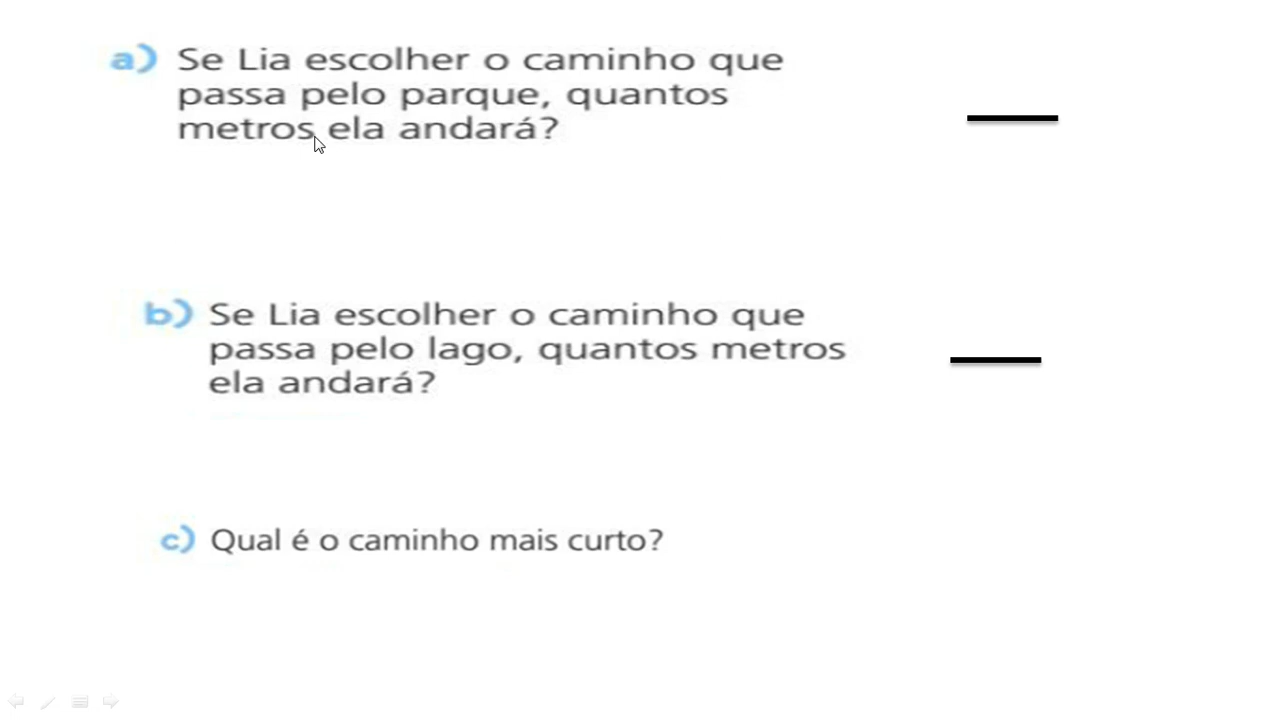 a) Se Lia escolher o caminho que
passa pelo parque, quantos
metros ela andará?
b) Se Lia escolher o caminho que
passa pelo lago, quantos metros
ela andará?
c) Qual é o caminho mais curto?